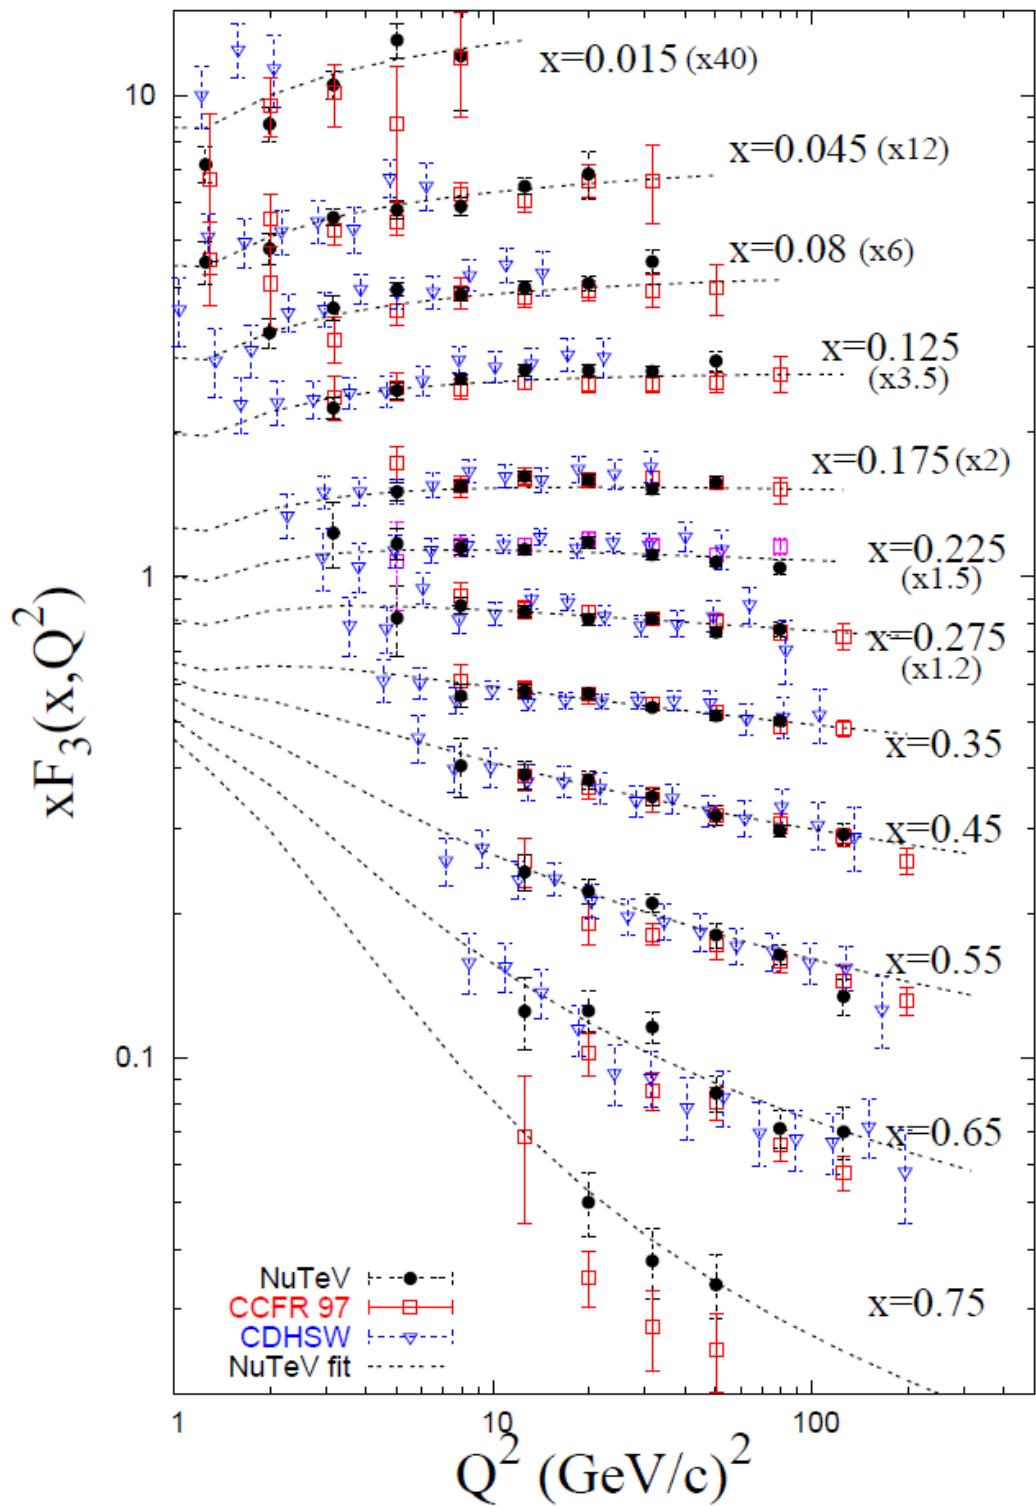 10
x=0.015 (x40)
x=0.045 (x12)
x=0.08 (x6)
x=0.125
(x3.5)
x=0.175 (x2)
1
x=0.225
(x1.5)
x=0.275
(x1.2)
xF₃(x,Q²)
x=0.35
x=0.45
x=0.55
0.1
x=0.65
x=0.75
NuTeV
CCFR 97
CDHSW
NuTeV fit
1
10
100
Q² (GeV/c)²